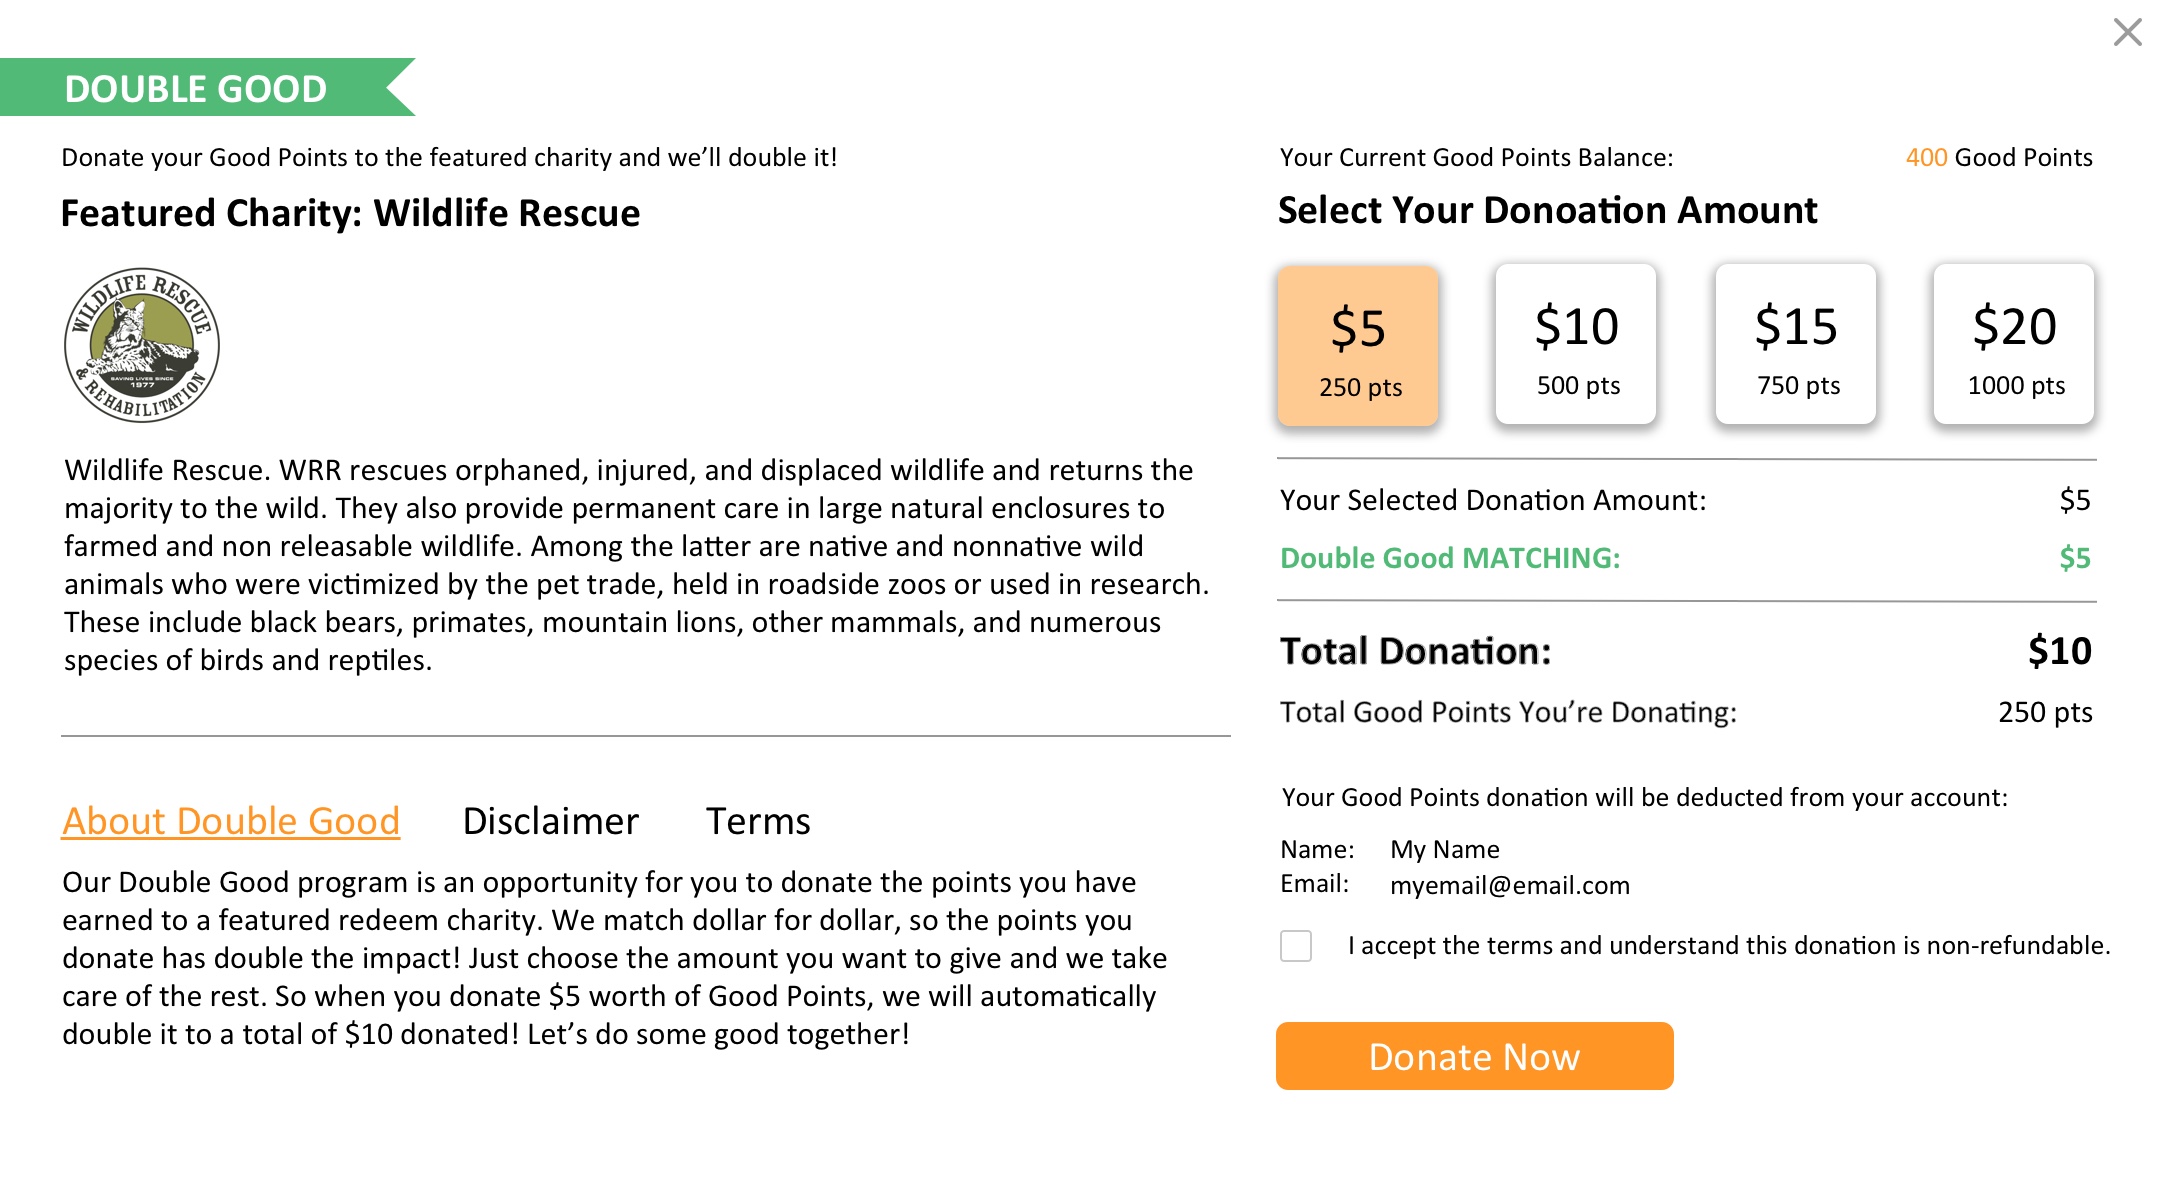 DOUBLE GOOD
Donate your Good Points to the featured charity and we’ll double it!
Featured Charity: Wildlife Rescue
WILDLIFE RESCUE
SAVING LIVES SINCE
1977
& REHABILITATION
Wildlife Rescue. WRR rescues orphaned, injured, and displaced wildlife and returns the
majority to the wild. They also provide permanent care in large natural enclosures to
farmed and non releasable wildlife. Among the latter are native and nonnative wild
animals who were victimized by the pet trade, held in roadside zoos or used in research.
These include black bears, primates, mountain lions, other mammals, and numerous
species of birds and reptiles.
About Double Good Disclaimer Terms
Our Double Good program is an opportunity for you to donate the points you have
earned to a featured redeem charity. We match dollar for dollar, so the points you
donate has double the impact! Just choose the amount you want to give and we take
care of the rest. So when you donate $5 worth of Good Points, we will automatically
double it to a total of $10 donated! Let’s do some good together!
Your Current Good Points Balance: 400 Good Points
Select Your Donoation Amount
$5 $10 $15 $20
250 pts 500 pts 750 pts 1000 pts
Your Selected Donation Amount: $5
Double Good MATCHING: $5
Total Donation: $10
Total Good Points You’re Donating: 250 pts
Your Good Points donation will be deducted from your account:
Name: My Name
Email: myemail@email.com
I accept the terms and understand this donation is non-refundable.
Donate Now